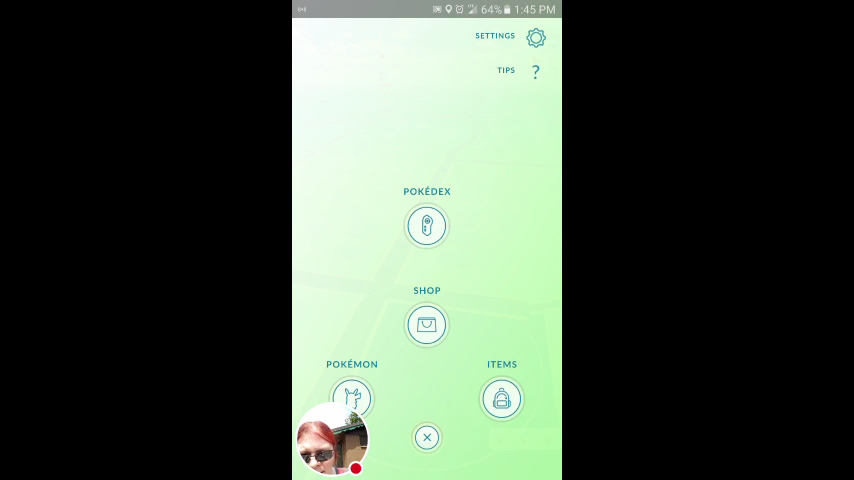 64% 1:45 PM
SETTINGS
TIPS ?
POKÉDEX
SHOP
POKÉMON ITEMS